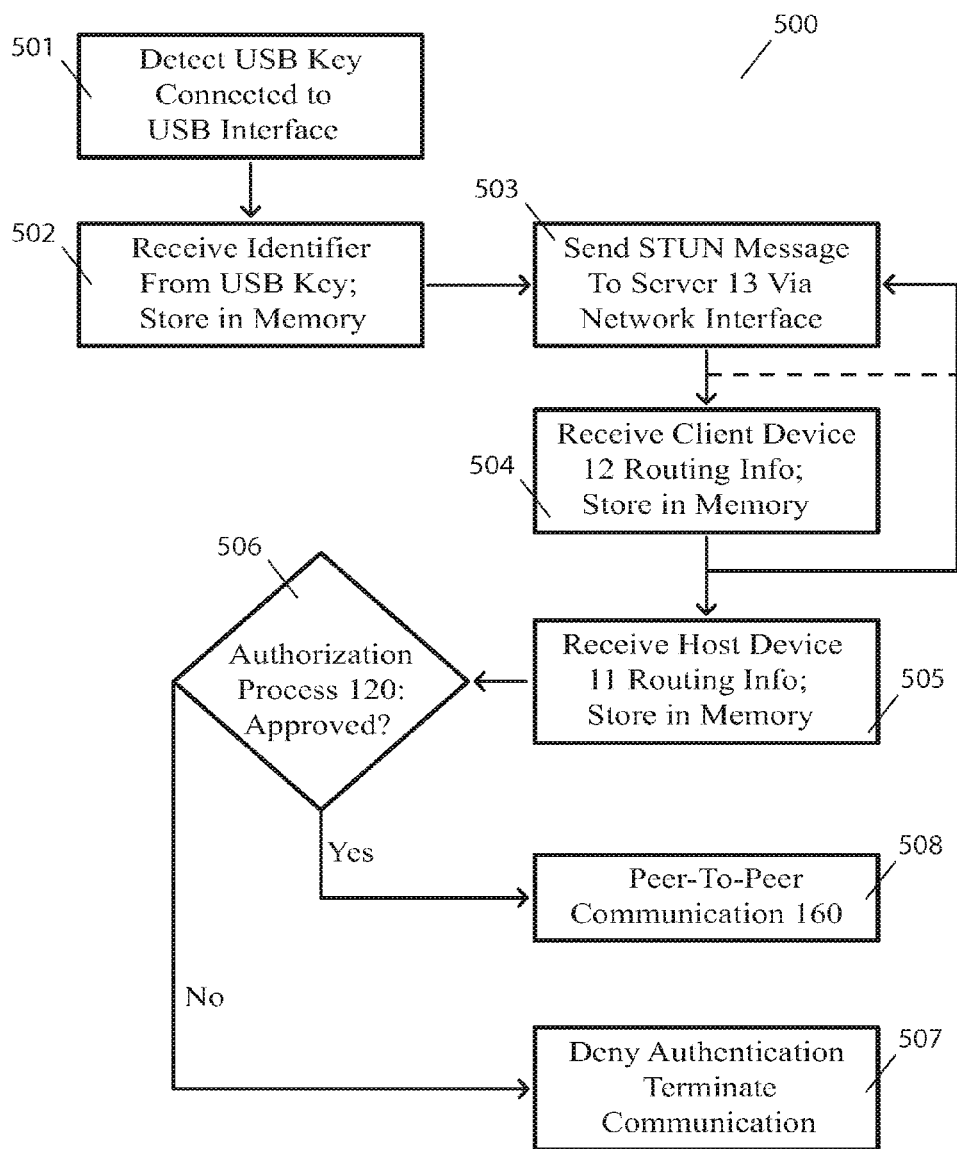 500
501
Detect USB Key
Connected to
USB Interface
502
Receive Identifier
From USB Key;
Store in Memory
503
Send STUN Message
To Server 13 Via
Network Interface
504
Receive Client Device
12 Routing Info;
Store in Memory
505
Receive Host Device
11 Routing Info;
Store in Memory
506
Authorization
Process 120:
Approved?
Yes
508
Peer-To-Peer
Communication 160
No
507
Deny Authentication
Terminate
Communication